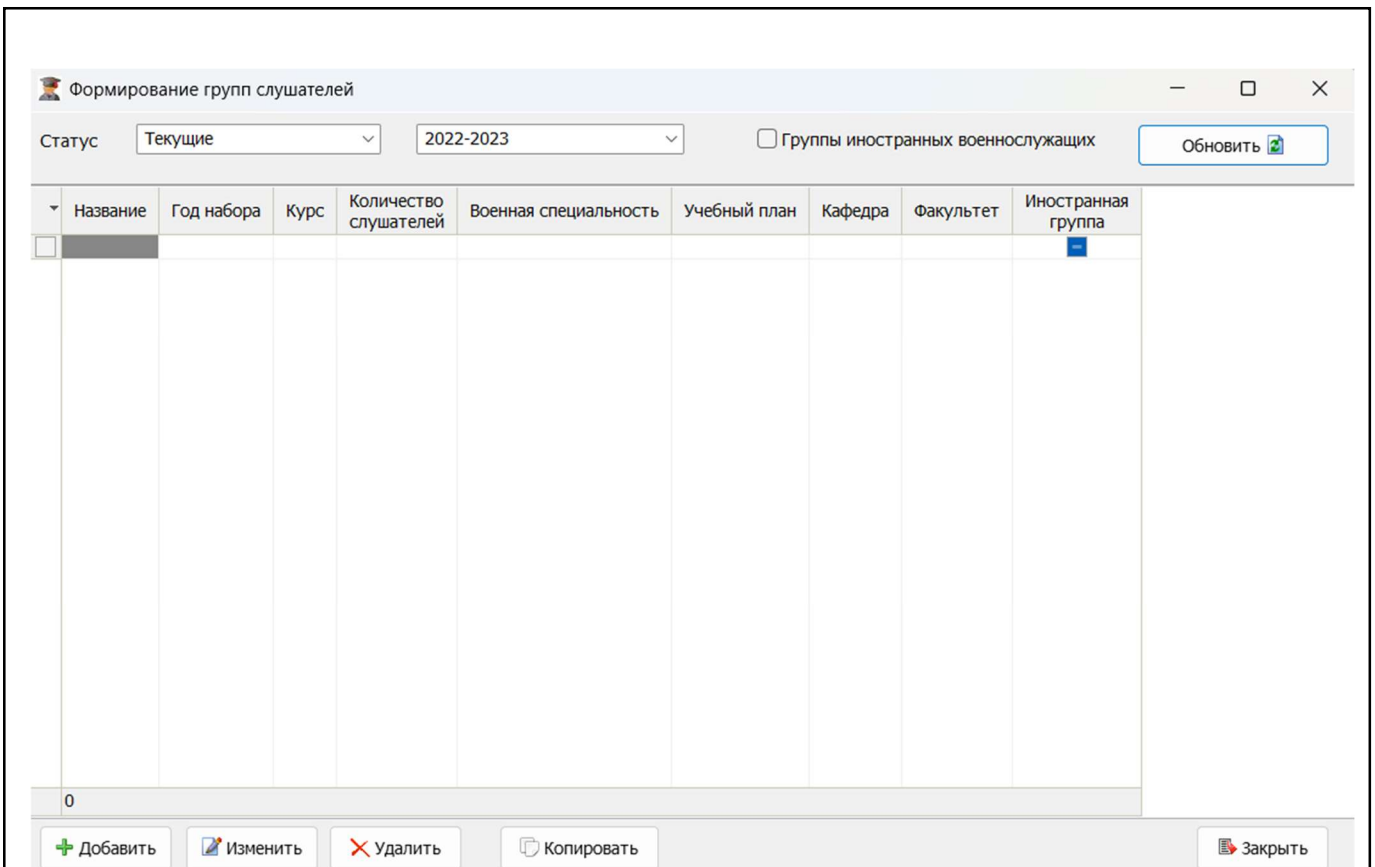 Формирование групп слушателей
Статус Текущие 2022-2023 Группы иностранных военнослужащих Обновить
Название Год набора Курс Количество слушателей Военная специальность Учебный план Кафедра Факультет Иностранная группа
0
Добавить Изменить Удалить Копировать Закрыть